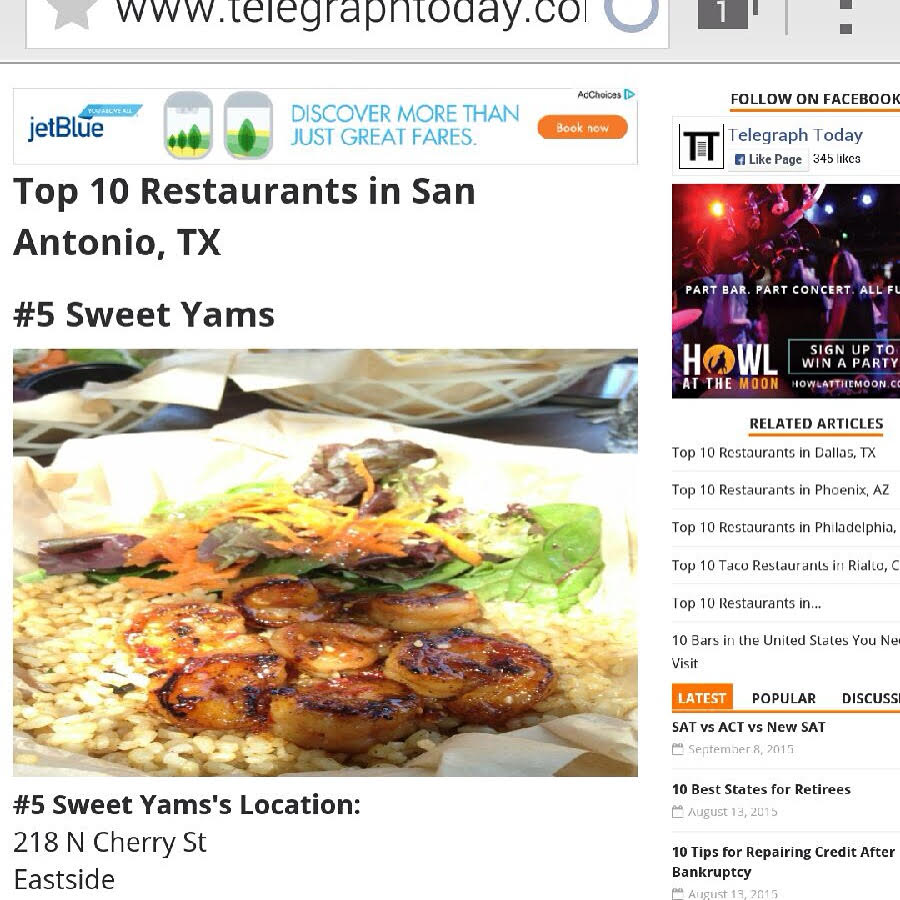 www.telegraphtoday.co
1
AdChoices
jetBlue
YOU ABOVE ALL
DISCOVER MORE THAN
JUST GREAT FARES.
Book now
Top 10 Restaurants in San
Antonio, TX
#5 Sweet Yams
#5 Sweet Yams's Location:
218 N Cherry St
Eastside
FOLLOW ON FACEBOOK
TT
Telegraph Today
Like Page
345 likes
PART BAR. PART CONCERT. ALL FU
HOWL
AT THE MOON
SIGN UP TO
WIN A PARTY
HOWLATTHEMOON.CO
RELATED ARTICLES
Top 10 Restaurants in Dallas, TX
Top 10 Restaurants in Phoenix, AZ
Top 10 Restaurants in Philadelphia,
Top 10 Taco Restaurants in Rialto, C
Top 10 Restaurants in...
10 Bars in the United States You Nee
Visit
LATEST POPULAR DISCUSS
SAT vs ACT vs New SAT
September 8, 2015
10 Best States for Retirees
August 13, 2015
10 Tips for Repairing Credit After
Bankruptcy
August 13, 2015